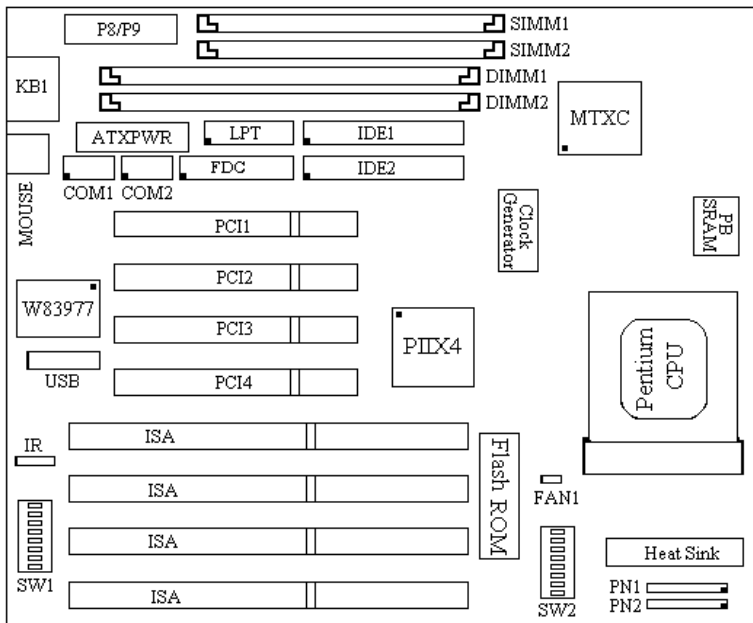 P8/P9
SIMM1
SIMM2
KB1
DIMM1
DIMM2
MTXC
ATXPWR
LPT
IDE1
FDC
IDE2
COM1
COM2
MOUSE
Clock
Generator
PB
SRAM
PCI1
PCI2
W83977
PCI3
PIIX4
Pentium
CPU
USB
PCI4
IR
ISA
Flash ROM
ISA
FAN1
ISA
Heat Sink
SW1
ISA
SW2
PN1
PN2